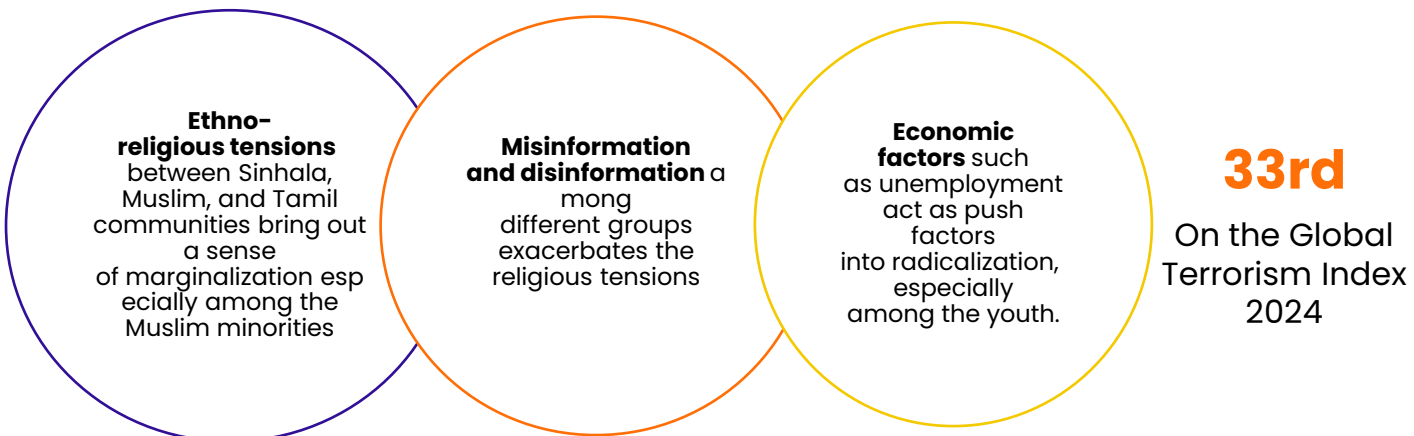 Ethno-
religious tensions
between Sinhala,
Muslim, and Tamil
communities bring out
a sense
of marginalization esp
ecially among the
Muslim minorities
Misinformation
and disinformation a
mong
different groups
exacerbates the
religious tensions
Economic
factors such
as unemployment
act as push
factors
into radicalization,
especially
among the youth.
33rd
On the Global
Terrorism Index
2024